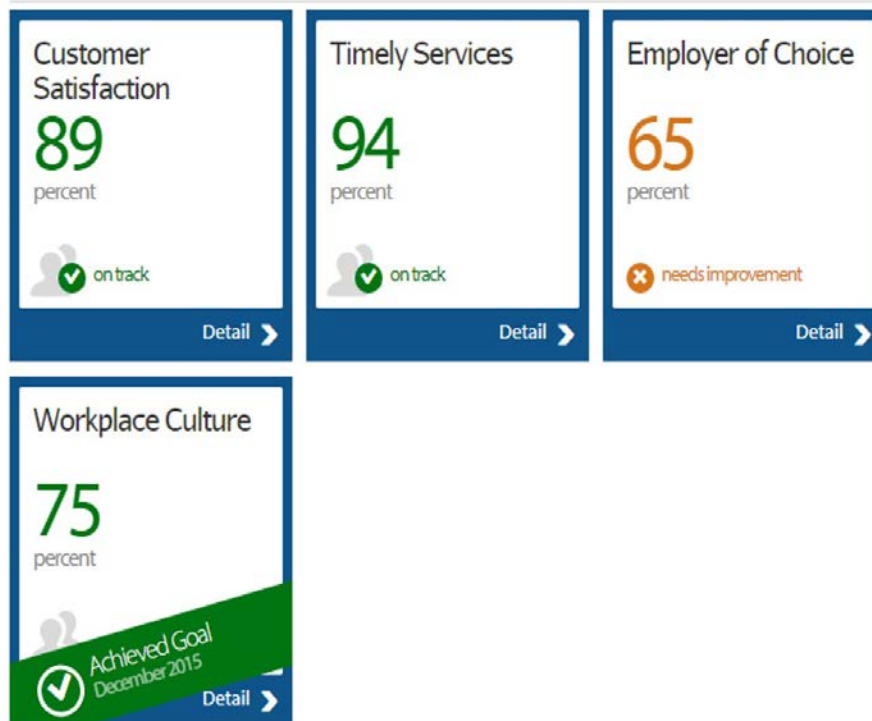 Customer
Satisfaction
89
percent
on track
Detail
Timely Services
94
percent
on track
Detail
Employer of Choice
65
percent
needs improvement
Detail
Workplace Culture
75
percent
Achieved Goal
December 2015
Detail